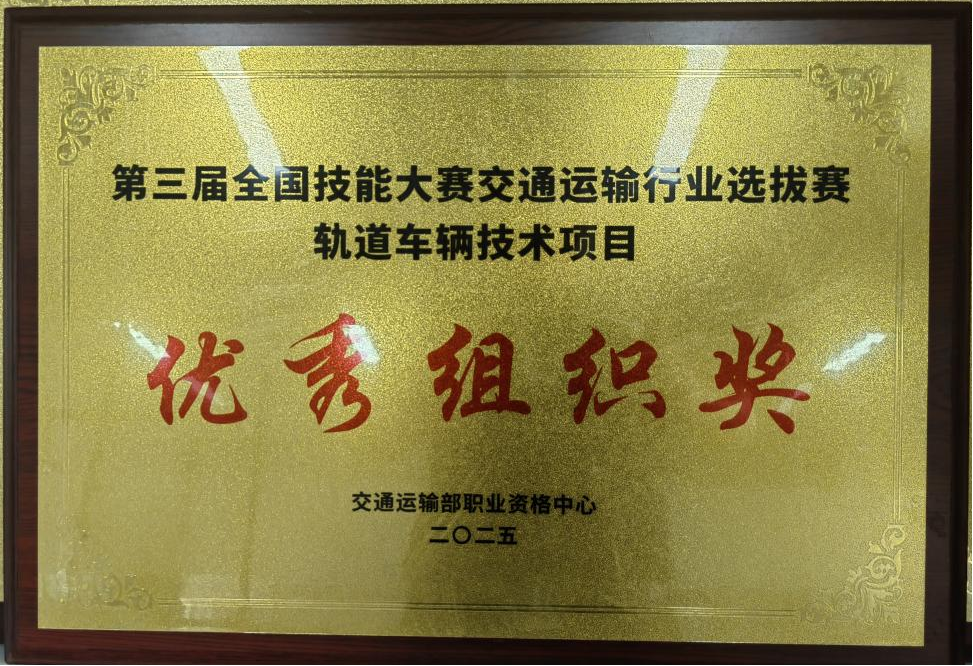 第三届全国技能大赛交通运输行业选拔赛
轨道车辆技术项目
优秀组织奖
交通运输部职业资格中心
二〇二五